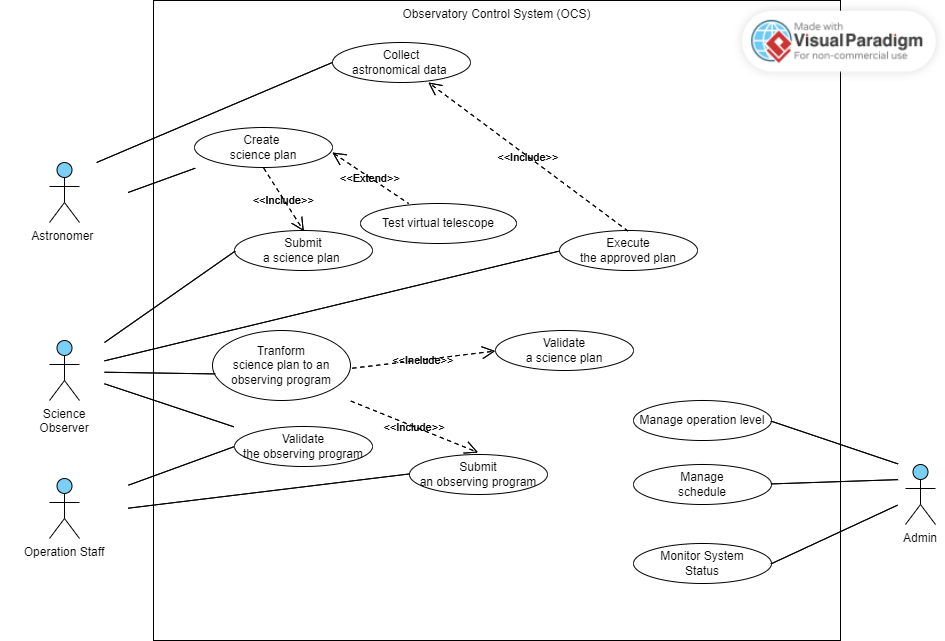 Observatory Control System (OCS)
Made with
Visual Paradigm
For non-commercial use
Collect
astronomical data
Create
science plan
<<Include>>
<<Extend>>
<<Include>>
Test virtual telescope
Astronomer
Submit
a science plan
Execute
the approved plan
Tranform
science plan to an
observing program
<<Include>>
Validate
a science plan
Science
Observer
<<Include>>
Manage operation level
Validate
the observing program
Submit
an observing program
Manage
schedule
Operation Staff
Admin
Monitor System
Status